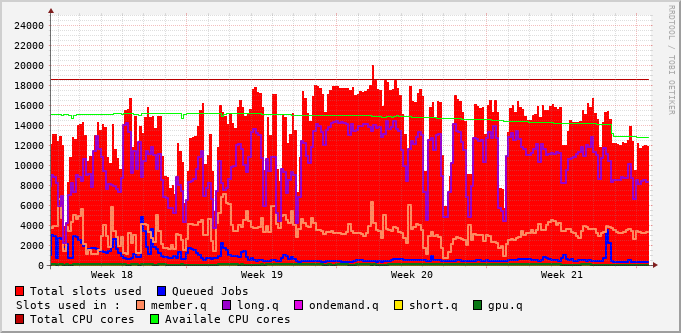 RRDTOOL / TOBI OETIKER
24000
22000
20000
18000
16000
14000
12000
10000
8000
6000
4000
2000
0
Week 18 Week 19 Week 20 Week 21
Total slots used Queued Jobs
Slots used in : member.q long.q ondemand.q short.q gpu.q
Total CPU cores Availale CPU cores